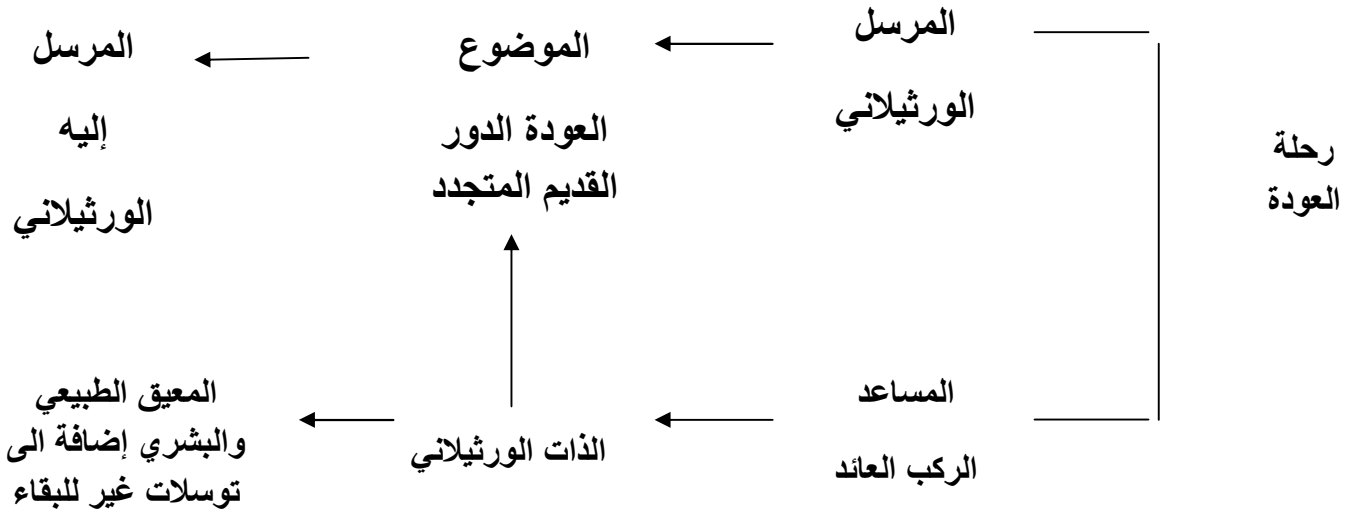 رحلة
العودة
المرسل
الورثيلاني
الموضوع
العودة الدور
القديم المتجدد
المرسل
إليه
الورثيلاني
المساعد
الركب العائد
الذات الورثيلاني
المعيق الطبيعي
والبشري إضافة الى
توسلات غير للبقاء